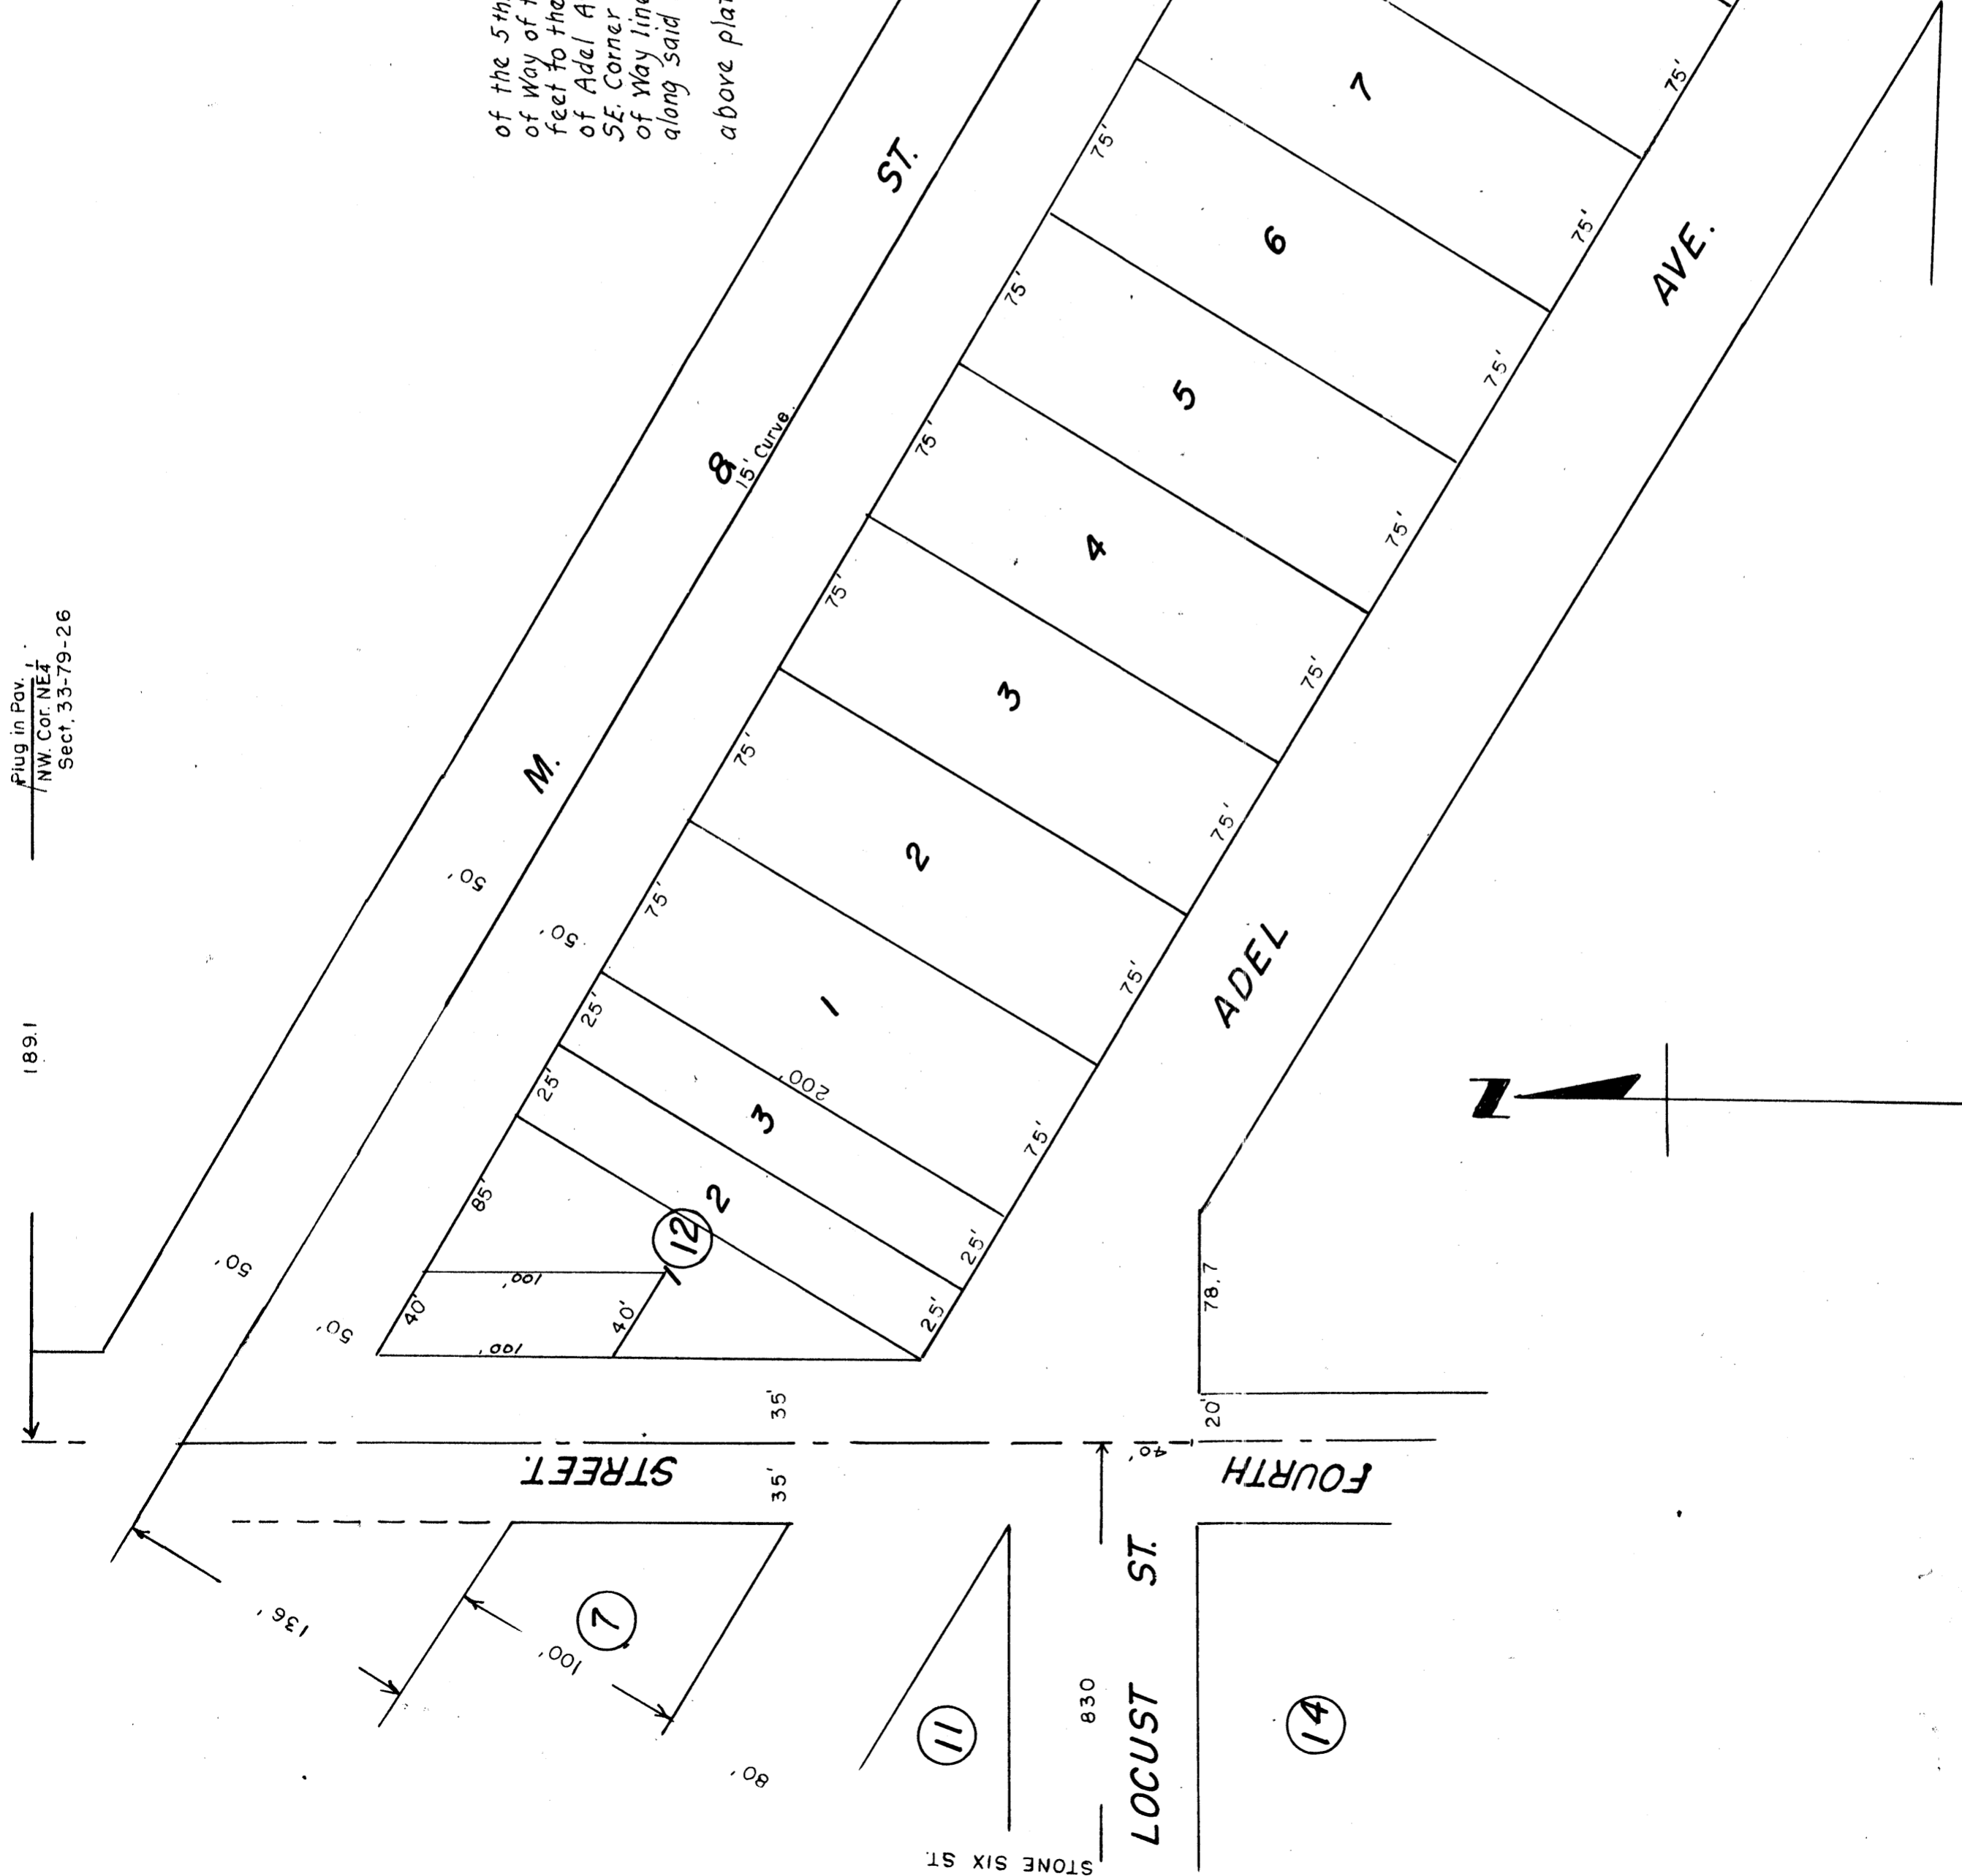 Plug in Pav.
NW. Cor. NE 1/4
Sect. 33-79-26
189.1
of the 5th
of Way of t
feet to the
of Adel A
SE. Corner
of Way line
along said
above plat
M. & ST.
15' Curve.
50'
50'
50'
50'
75'
75'
75'
75'
75'
75'
75'
25'
25'
85'
40'
100'
100'
40'
200'
12
1
2
3
1
2
3
4
5
6
7
75'
75'
75'
75'
75'
75'
75'
75'
25'
25'
ADEL AVE.
78.7
20'
40'
35'
35'
FOURTH STREET.
136'
100'
7
80'
11
830
LOCUST ST.
STONE SIX ST.
14
N